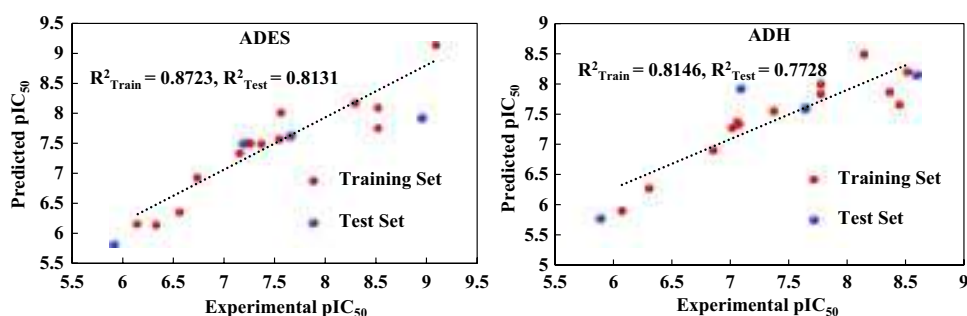 ADES
R²Train = 0.8723, R²Test = 0.8131
Predicted pIC50
9.5
9
8.5
8
7.5
7
6.5
6
5.5
Training Set
Test Set
5.5 6 6.5 7 7.5 8 8.5 9 9.5
Experimental pIC50
ADH
R²Train = 0.8146, R²Test = 0.7728
Predicted pIC50
9.5
9
8.5
8
7.5
7
6.5
6
5.5
5
Training Set
Test Set
5.5 6 6.5 7 7.5 8 8.5 9
Experimental pIC50